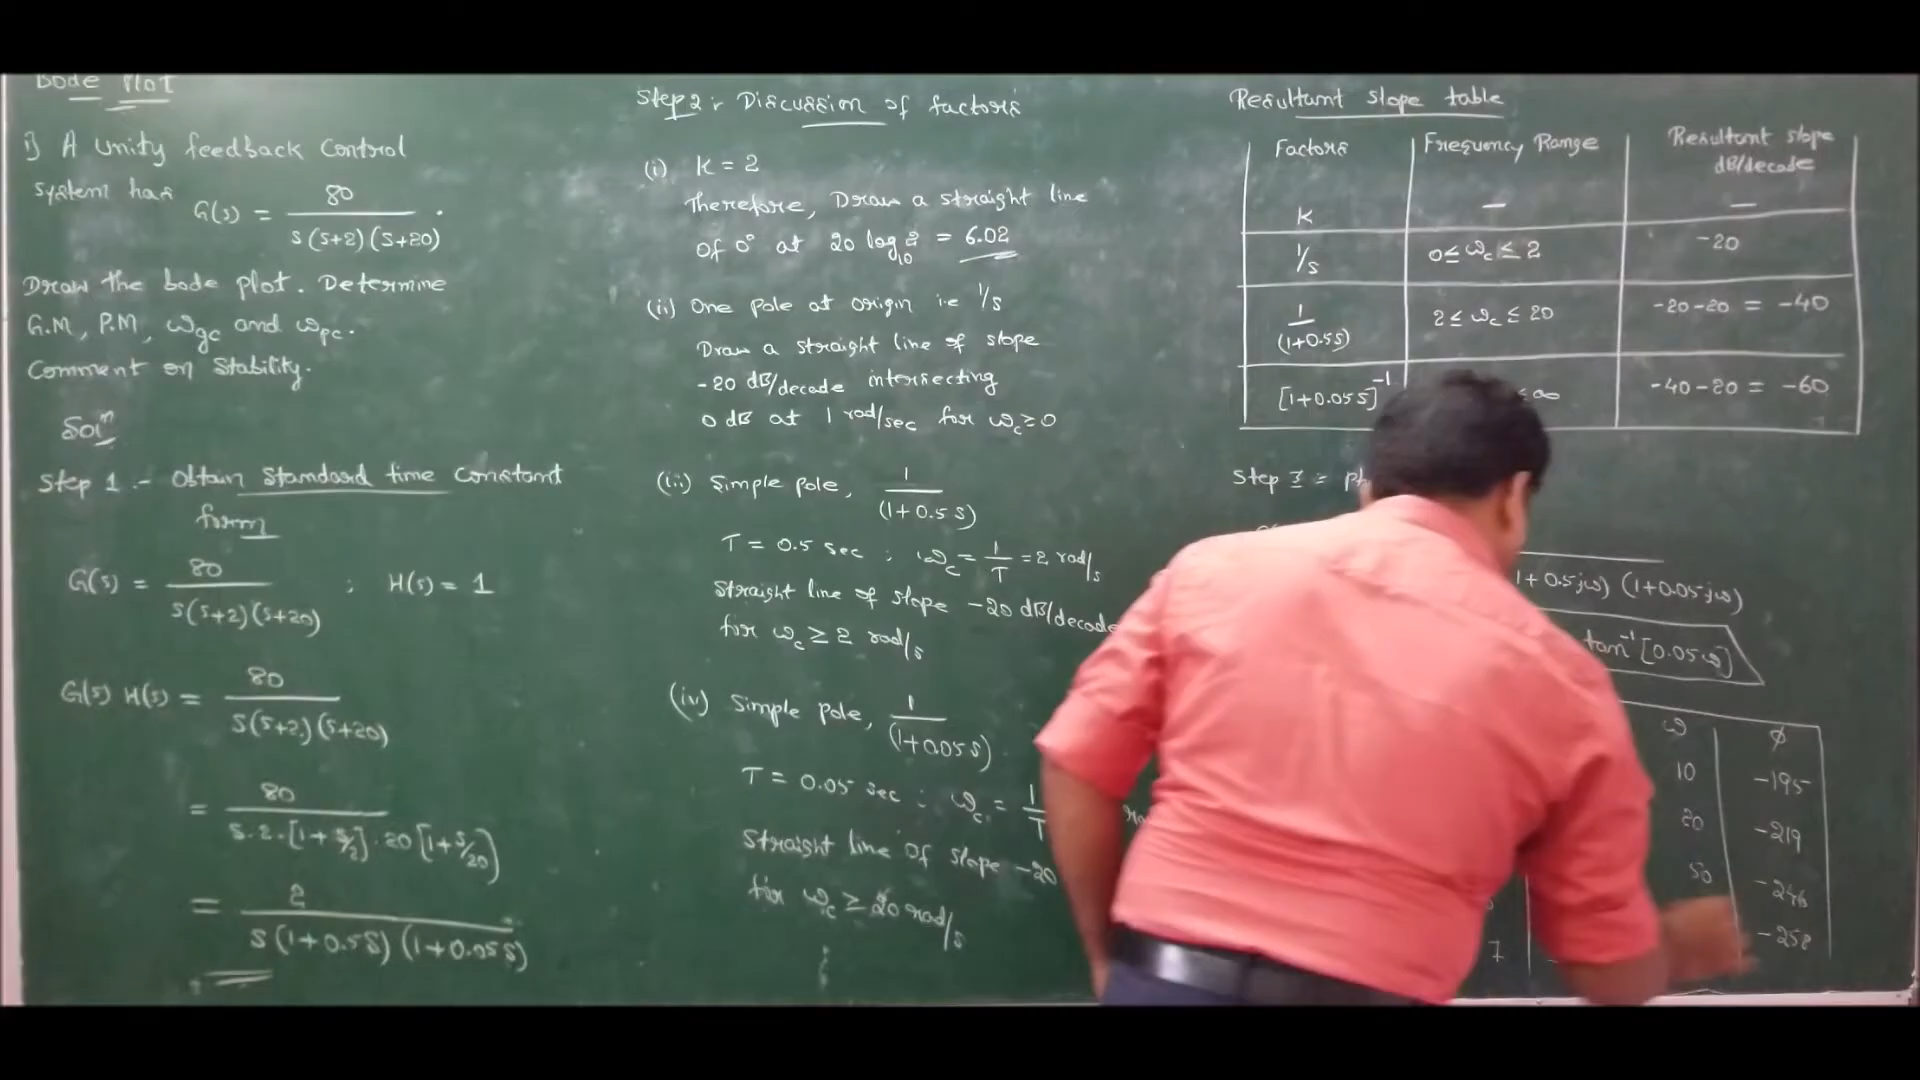 Bode Plot
1) A unity feedback control
system has G(s) = 80 / s(s+2)(s+20) .
Draw the bode plot. Determine
G.M, P.M, ωgc and ωpc.
Comment on Stability.
Solⁿ
Step 1 :- Obtain Standard time Constant
form
G(s) = 80 / s(s+2)(s+20) ; H(s) = 1
G(s) H(s) = 80 / s(s+2)(s+20)
= 80 / s.2.[1+s/2].20[1+s/20]
= 2 / s(1+0.5s)(1+0.05s)
Step 2 : Discussion of factors
(i) K = 2
Therefore, Draw a straight line
of 0° at 20 log₁₀ 2 = 6.02
(ii) One pole at origin i.e 1/s
Draw a straight line of slope
-20 dB/decade intersecting
0 dB at 1 rad/sec for ωc ≥ 0
(iii) Simple pole, 1 / (1+0.5s)
T = 0.5 sec ; ωc = 1/T = 2 rad/s
Straight line of slope -20 dB/decade
for ωc ≥ 2 rad/s
(iv) Simple pole, 1 / (1+0.05s)
T = 0.05 sec ; ωc = 1/T
Straight line of slope -20
for ωc ≥ 20 rad/s
Resultant slope table
Factors | Frequency Range | Resultant slope dB/decade
K | — | —
1/s | 0 ≤ ωc ≤ 2 | -20
1/(1+0.5s) | 2 ≤ ωc ≤ 20 | -20-20 = -40
[1+0.05s]⁻¹ | ≤ ∞ | -40-20 = -60
Step 3 :
1+0.5jω) (1+0.05jω)
tan⁻¹[0.05ω]
ω | φ
10 | -195
20 | -219
50 | -246
7 | -258